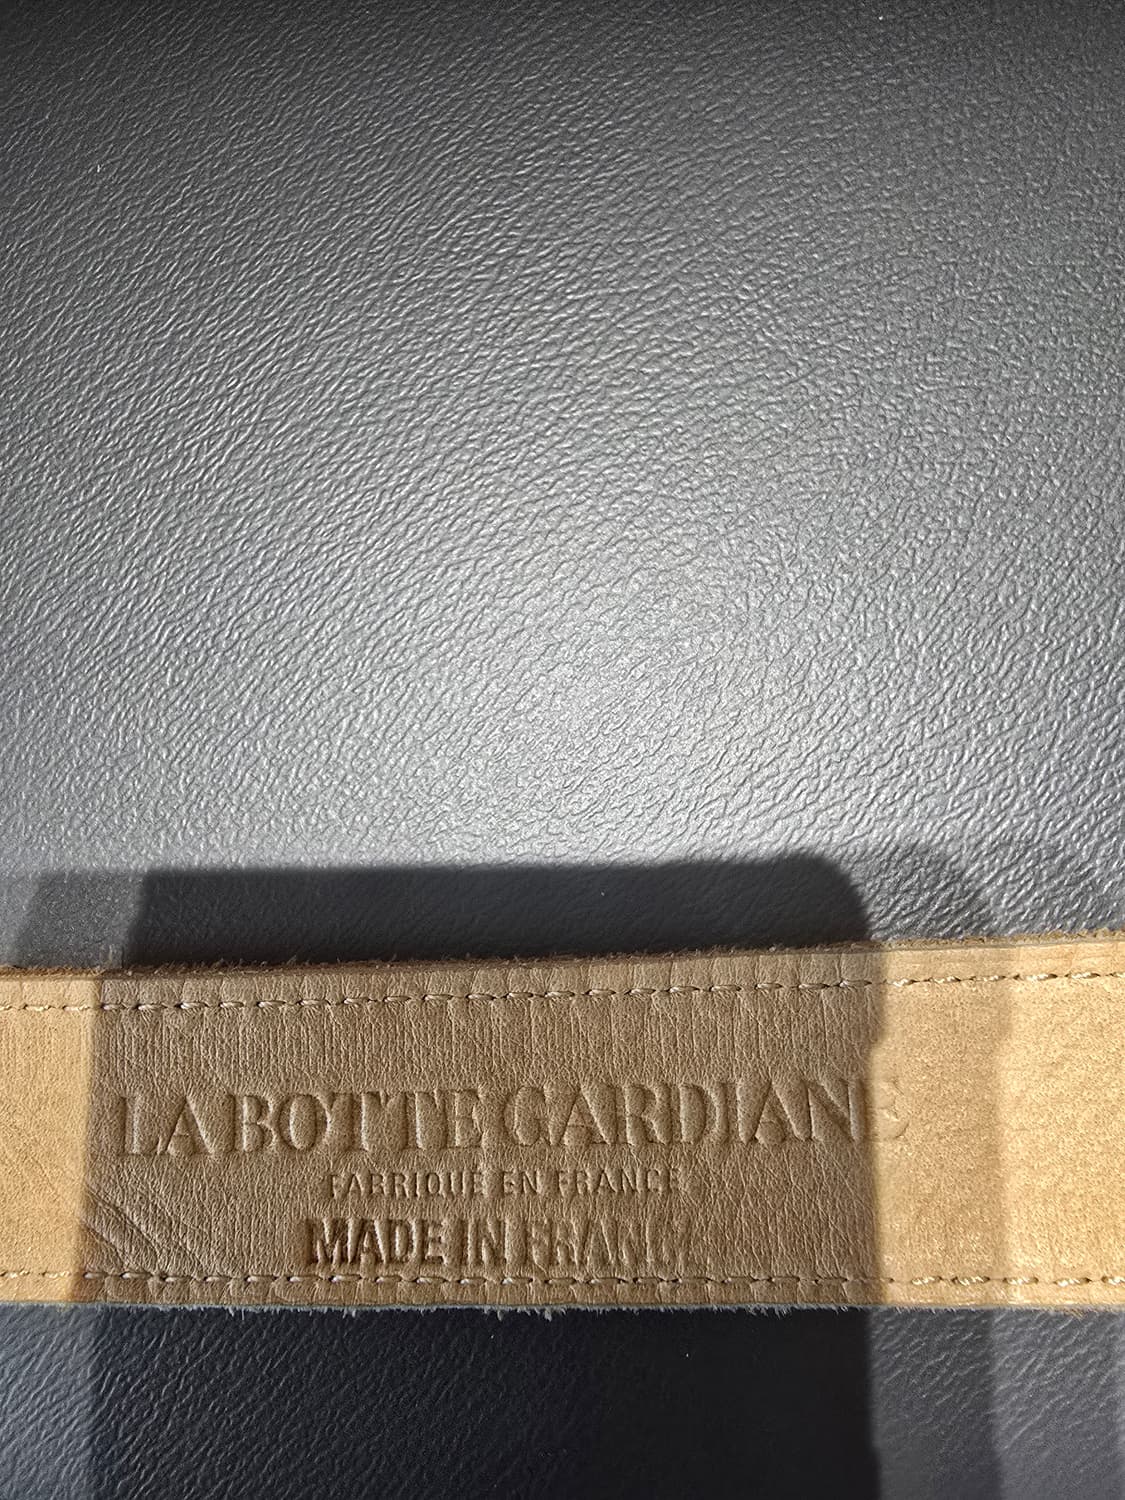 LA BOTTE GARDIANE
FABRIQUE EN FRANCE
MADE IN